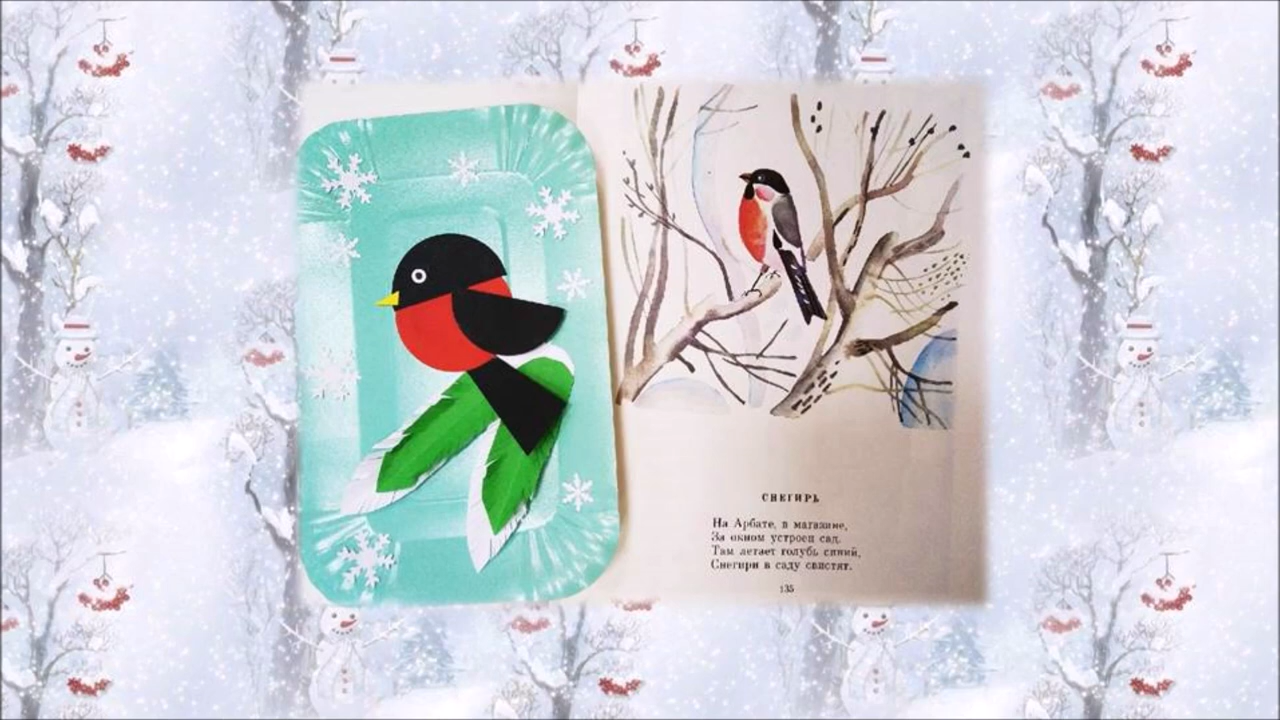 СНЕГИРЬ
На Арбате, в магазине,
За окном устроен сад.
Там летает голубь синий,
Снегири в саду свистят.
135